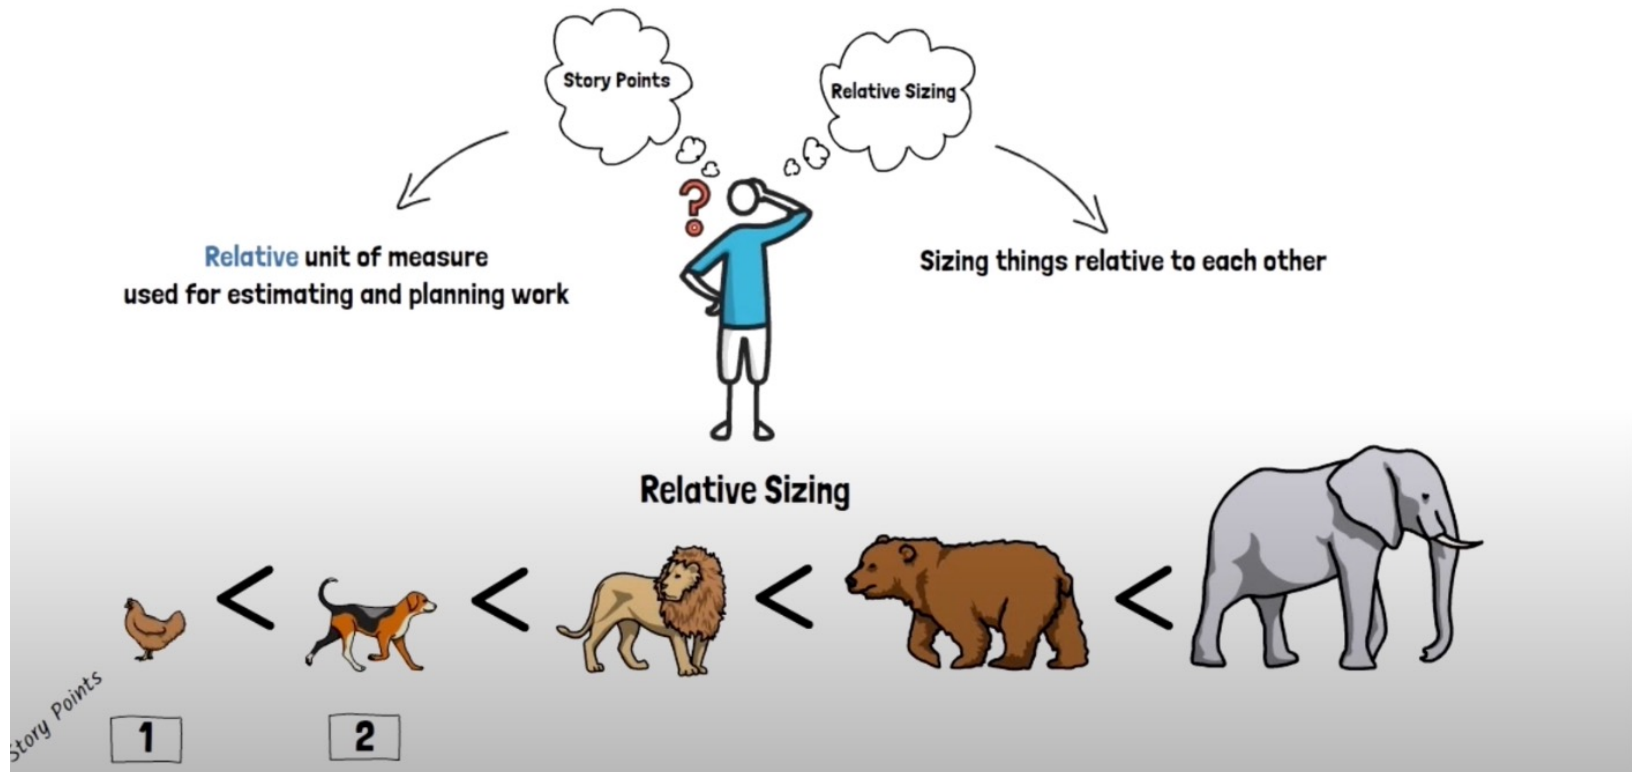 Story Points
Relative Sizing
?
Relative unit of measure
used for estimating and planning work
Sizing things relative to each other
Relative Sizing
< < < <
Story Points
1
2